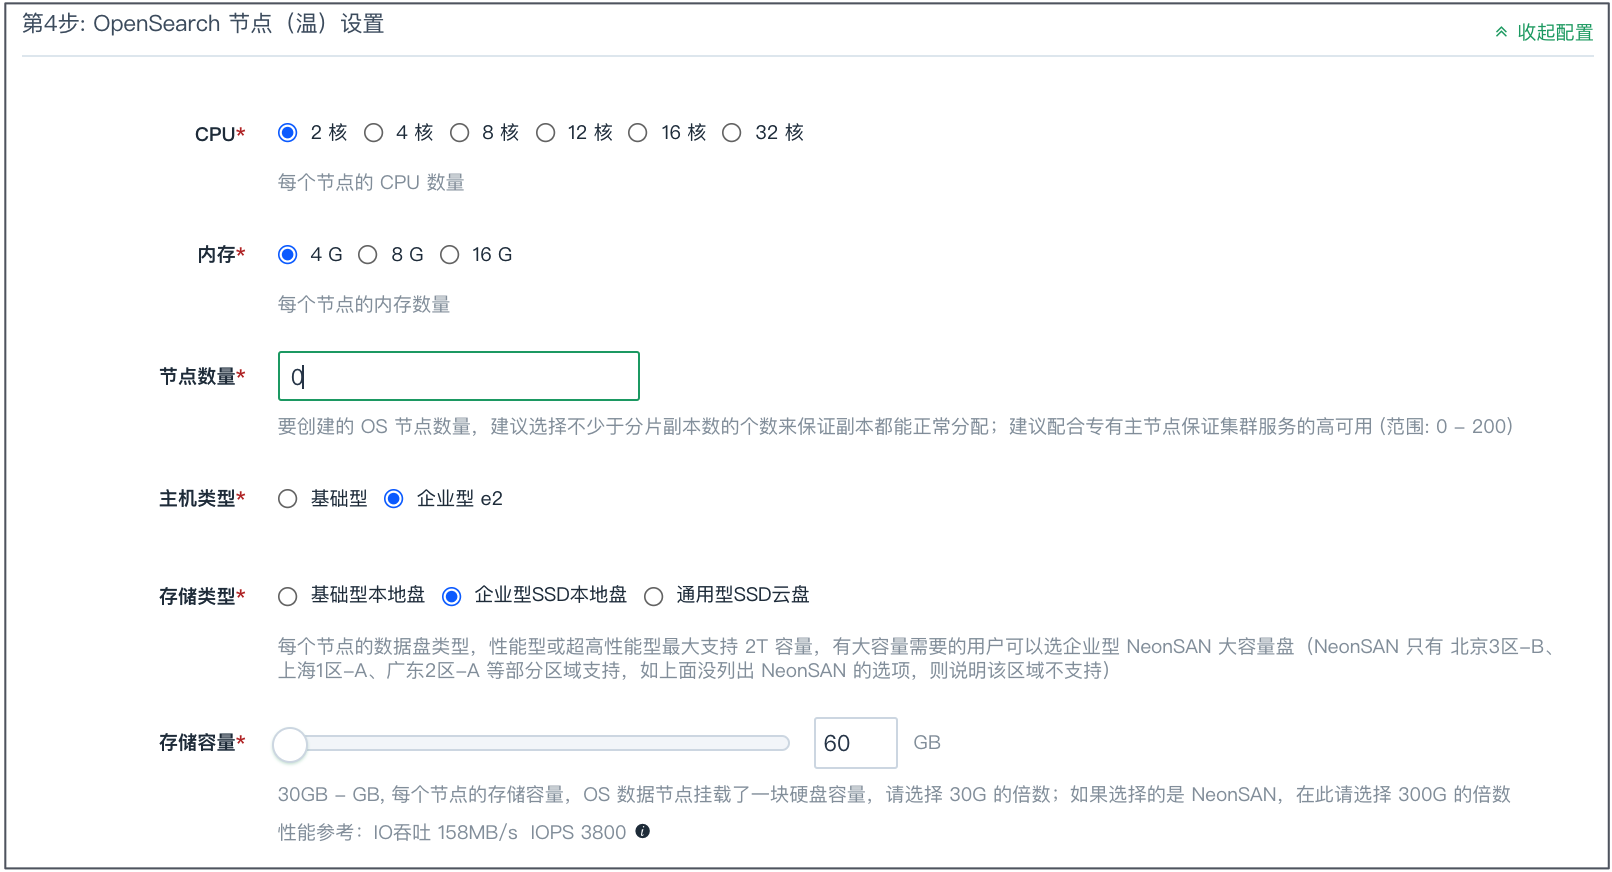 第4步: OpenSearch 节点（温）设置
收起配置
CPU* 2 核 4 核 8 核 12 核 16 核 32 核
每个节点的 CPU 数量
内存* 4 G 8 G 16 G
每个节点的内存数量
节点数量* 0
要创建的 OS 节点数量，建议选择不少于分片副本数的个数来保证副本都能正常分配；建议配合专有主节点保证集群服务的高可用 (范围: 0 – 200)
主机类型* 基础型 企业型 e2
存储类型* 基础型本地盘 企业型SSD本地盘 通用型SSD云盘
每个节点的数据盘类型，性能型或超高性能型最大支持 2T 容量，有大容量需要的用户可以选企业型 NeonSAN 大容量盘（NeonSAN 只有 北京3区-B、
上海1区-A、广东2区-A 等部分区域支持，如上面没列出 NeonSAN 的选项，则说明该区域不支持）
存储容量* 60 GB
30GB – GB, 每个节点的存储容量，OS 数据节点挂载了一块硬盘容量，请选择 30G 的倍数；如果选择的是 NeonSAN，在此请选择 300G 的倍数
性能参考：IO吞吐 158MB/s IOPS 3800